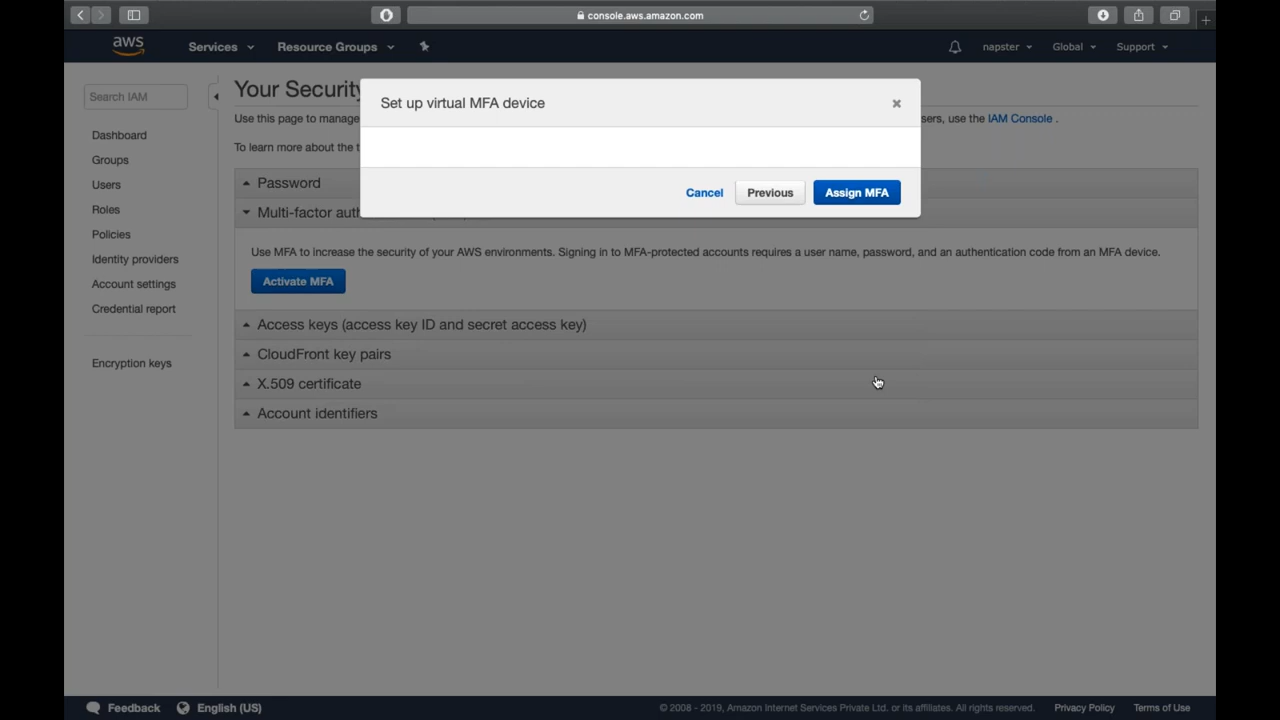 console.aws.amazon.com
aws
Services
Resource Groups
napster
Global
Support
Search IAM
Dashboard
Groups
Users
Roles
Policies
Identity providers
Account settings
Credential report
Encryption keys
Your Security
Use this page to manage
sers, use the IAM Console .
To learn more about the t
Set up virtual MFA device
Cancel
Previous
Assign MFA
Password
Multi-factor aut
Use MFA to increase the security of your AWS environments. Signing in to MFA-protected accounts requires a user name, password, and an authentication code from an MFA device.
Activate MFA
Access keys (access key ID and secret access key)
CloudFront key pairs
X.509 certificate
Account identifiers
Feedback
English (US)
© 2008 - 2019, Amazon Internet Services Private Ltd. or its affiliates. All rights reserved.
Privacy Policy
Terms of Use